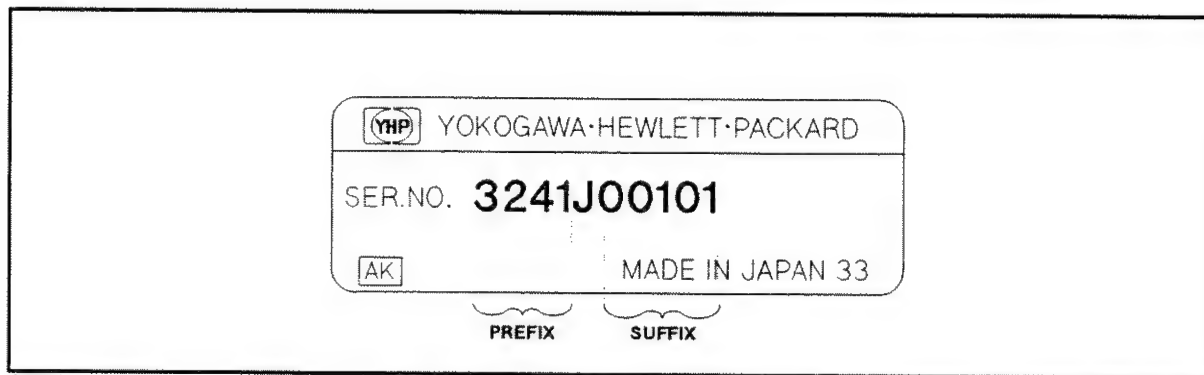 YHP YOKOGAWA·HEWLETT·PACKARD
SER.NO. 3241J00101
AK MADE IN JAPAN 33
PREFIX SUFFIX